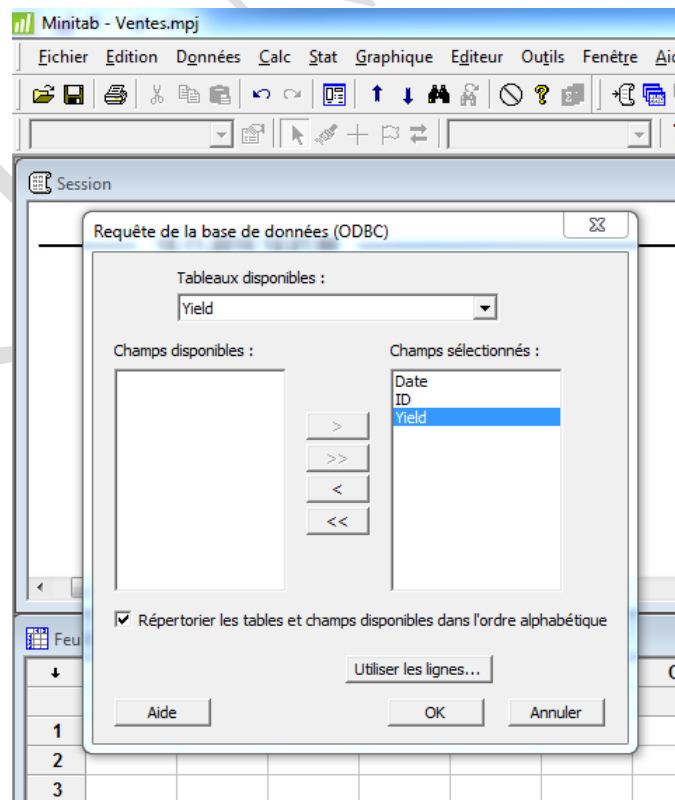 Minitab - Ventes.mpj
Fichier Edition Données Calc Stat Graphique Editeur Outils Fenêtre
Session
Requête de la base de données (ODBC)
Tableaux disponibles :
Yield
Champs disponibles : Champs sélectionnés :
Date
ID
Yield
>
>>
<
<<
Répertorier les tables et champs disponibles dans l'ordre alphabétique
Utiliser les lignes...
Aide OK Annuler
Feu
1
2
3